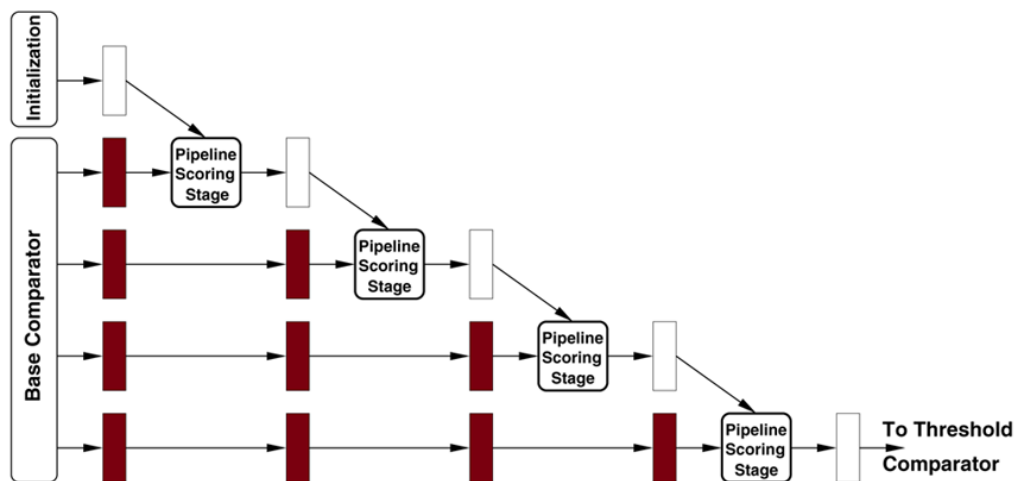 Initialization
Base Comparator
Pipeline
Scoring
Stage
Pipeline
Scoring
Stage
Pipeline
Scoring
Stage
Pipeline
Scoring
Stage
To Threshold
Comparator